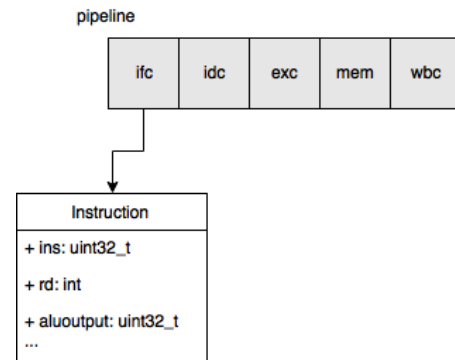 pipeline
ifc idc exc mem wbc
Instruction
+ ins: uint32_t
+ rd: int
+ aluoutput: uint32_t
...